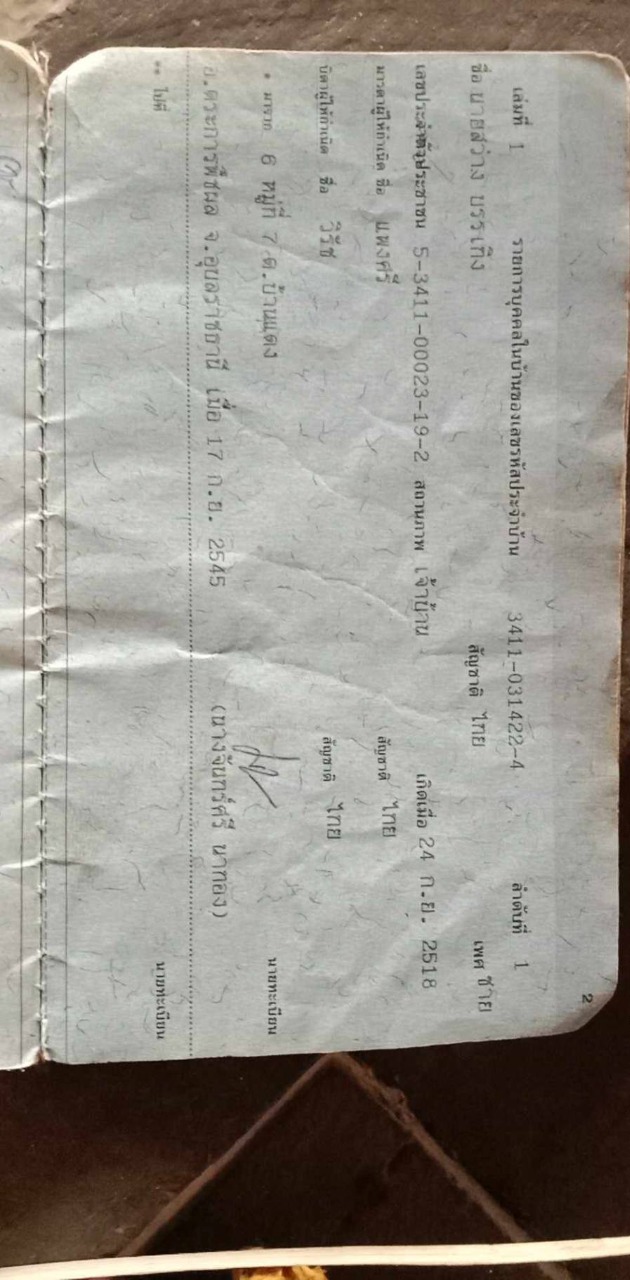 2
เล่มที่ 1 รายการบุคคลในบ้านของเลขรหัสประจำบ้าน 3411-031422-4 ลำดับที่ 1
ชื่อ นายสว่าง บรรเทิง สัญชาติ ไทย เพศ ชาย
เลขประจำตัวประชาชน 5-3411-00023-19-2 สถานภาพ เจ้าบ้าน เกิดเมื่อ 24 ก.ย. 2518
มารดาผู้ให้กำเนิด ชื่อ แพงศรี สัญชาติ ไทย
บิดาผู้ให้กำเนิด ชื่อ วิรัช สัญชาติ ไทย
* มาจาก 6 หมู่ที่ 7 ต.บ้านแดง นายทะเบียน
อ.ตระการพืชผล จ.อุบลราชธานี เมื่อ 17 ก.ย. 2545 (นางจันทร์ศรี นาทอง)
** ไปที่ นายทะเบียน